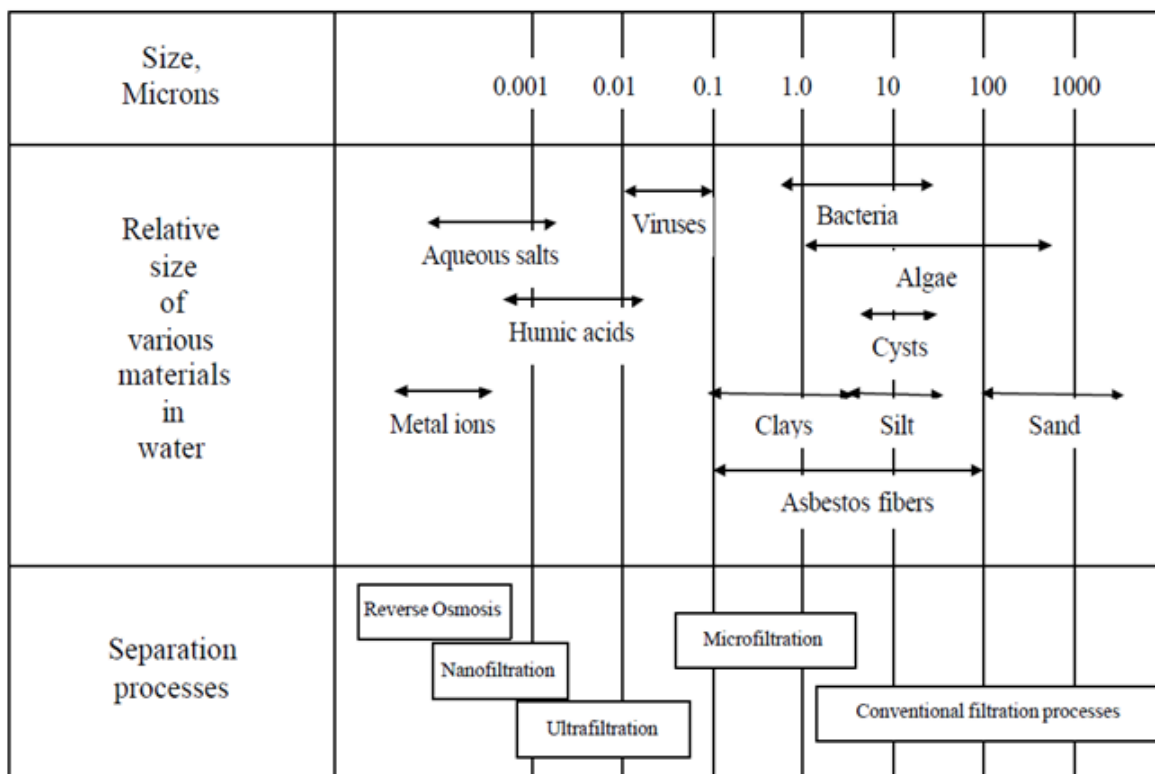 Size,
Microns
0.001 0.01 0.1 1.0 10 100 1000
Relative
size
of
various
materials
in
water
Viruses
Bacteria
Aqueous salts
Algae
Humic acids
Cysts
Metal ions
Clays
Silt
Sand
Asbestos fibers
Separation
processes
Reverse Osmosis
Nanofiltration
Ultrafiltration
Microfiltration
Conventional filtration processes